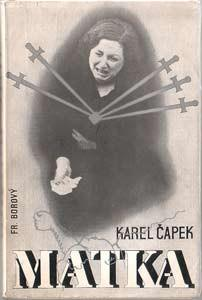 FR. BOROVÝ
KAREL ČAPEK
MATKA